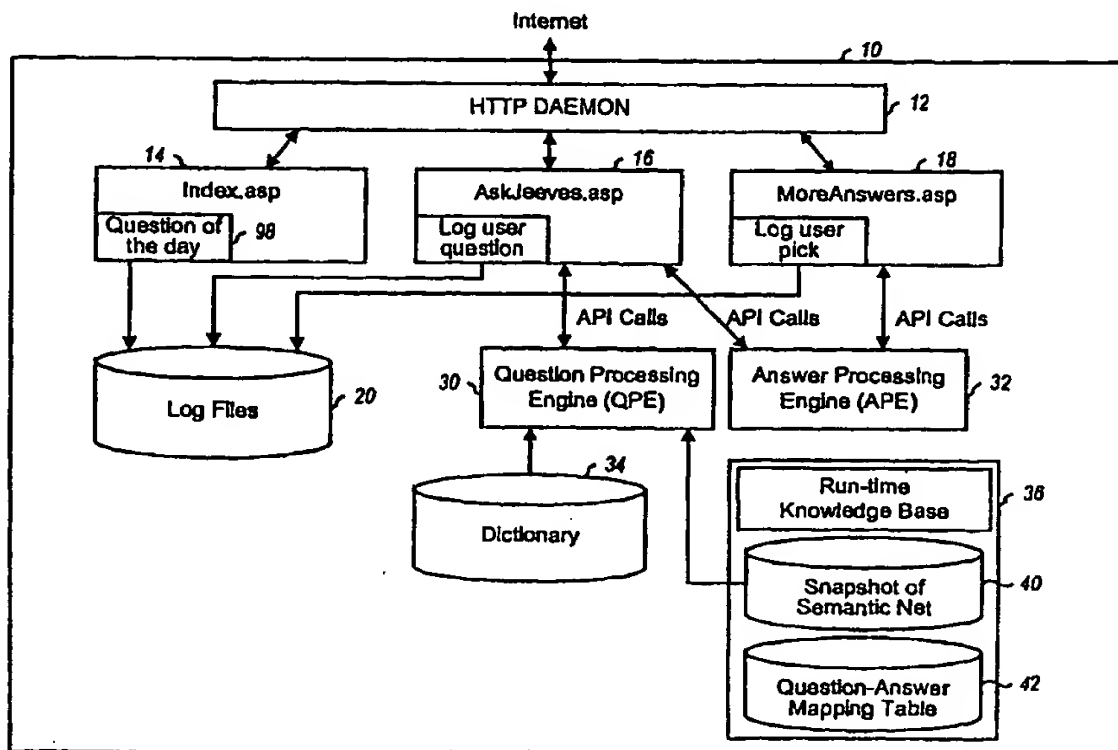 Internet
10
HTTP DAEMON
12
14
Index.asp
Question of
the day
98
16
AskJeeves.asp
Log user
question
18
MoreAnswers.asp
Log user
pick
API Calls
API Calls
API Calls
Log Files
20
30
Question Processing
Engine (QPE)
Answer Processing
Engine (APE)
32
34
Dictionary
Run-time
Knowledge Base
38
Snapshot of
Semantic Net
40
Question-Answer
Mapping Table
42